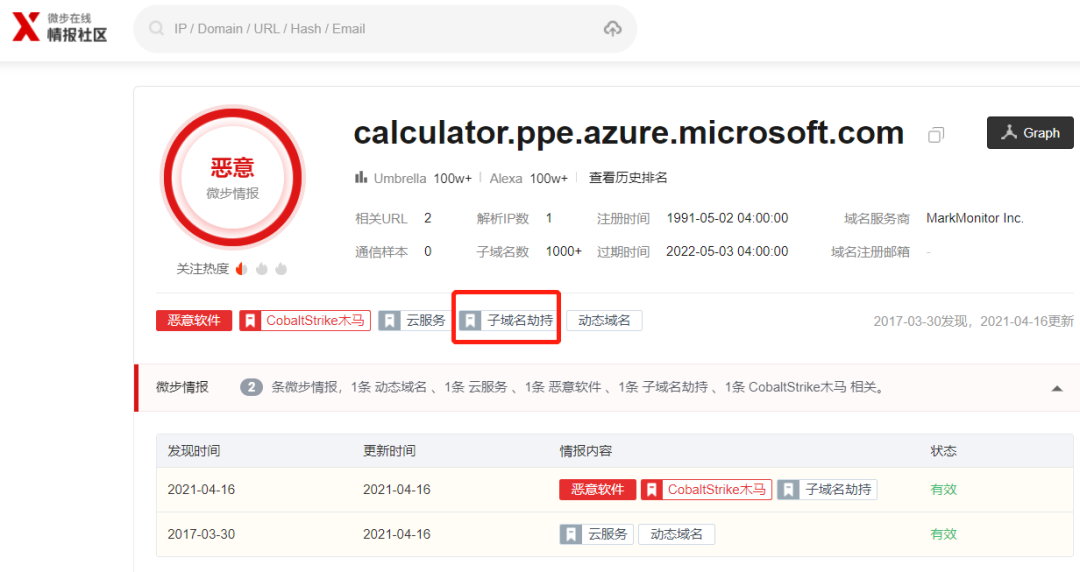 微步在线
情报社区
IP / Domain / URL / Hash / Email
恶意
微步情报
关注热度
calculator.ppe.azure.microsoft.com
Graph
Umbrella 100w+ Alexa 100w+ 查看历史排名
相关URL 2 解析IP数 1 注册时间 1991-05-02 04:00:00 域名服务商 MarkMonitor Inc.
通信样本 0 子域名数 1000+ 过期时间 2022-05-03 04:00:00 域名注册邮箱 -
恶意软件 CobaltStrike木马 云服务 子域名劫持 动态域名 2017-03-30发现，2021-04-16更新
微步情报 2 条微步情报，1条 动态域名 、1条 云服务 、1条 恶意软件 、1条 子域名劫持 、1条 CobaltStrike木马 相关。
发现时间 更新时间 情报内容 状态
2021-04-16 2021-04-16 恶意软件 CobaltStrike木马 子域名劫持 有效
2017-03-30 2021-04-16 云服务 动态域名 有效